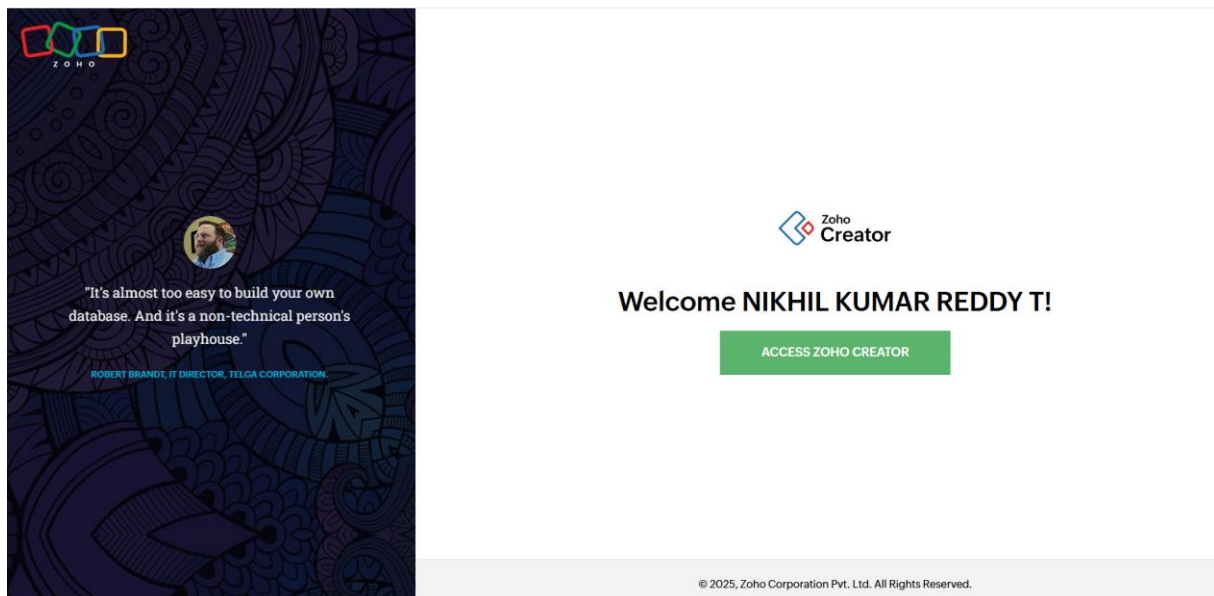 ZOHO
"It's almost too easy to build your own
database. And it's a non-technical person's
playhouse."
ROBERT BRANDT, IT DIRECTOR, TELGA CORPORATION.
Zoho
Creator
Welcome NIKHIL KUMAR REDDY T!
ACCESS ZOHO CREATOR
© 2025, Zoho Corporation Pvt. Ltd. All Rights Reserved.